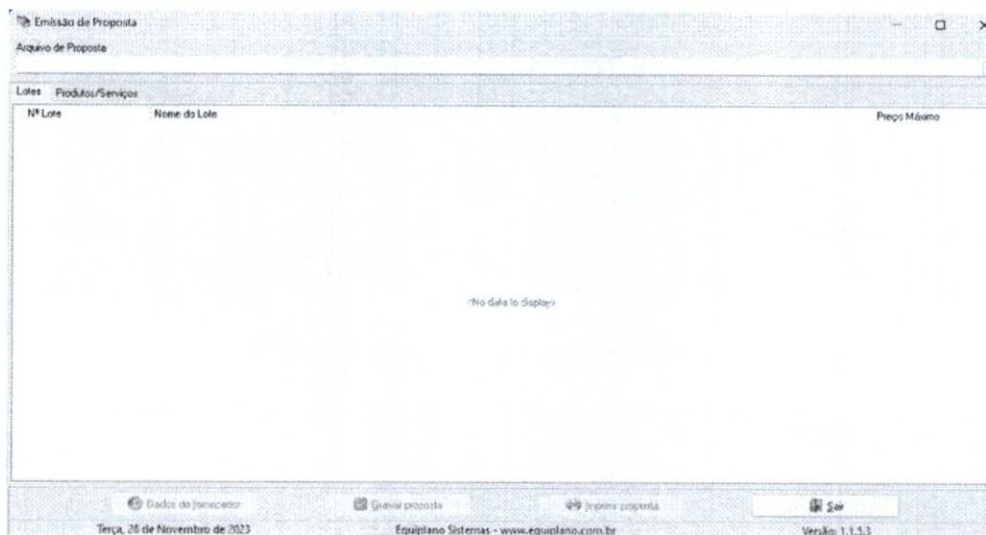 Emissão de Proposta
Arquivo de Proposta
Lotes Produtos/Serviços
Nº Lote Nome do Lote Preço Máximo
<No data to display>
Dados do fornecedor Gravar proposta Imprimir proposta Sair
Terça, 28 de Novembro de 2023 Equiplano Sistemas - www.equiplano.com.br Versão: 1.1.5.3